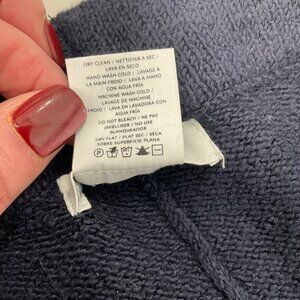 DRY CLEAN / NETTOYER A SEC /
LAVA EN SECO
HAND WASH COLD / LAVAGE À
LA MAIN FROID / LAVA A MANO
CON AGUA FRÍA
MACHINE WASH COLD /
LAVAGE DE MACHINE
FROID / LAVA EN LAVADORA CON
AGUA FRÍA
DO NOT BLEACH / NE PAS
JAVELLISER / NO USE
BLANQUEADOR
DRY FLAT / PLAT SEC / SECA
SOBRE SUPERFICIE PLANA